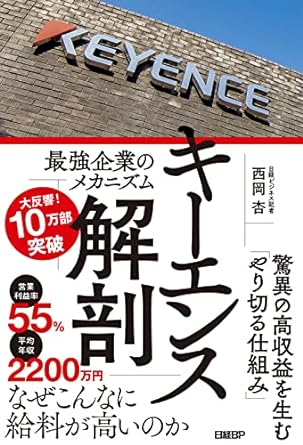 KEYENCE
キーエンス
解剖
最強企業の
メカニズム
日経ビジネス記者
西岡 杏
大反響!
10万部
突破
驚異の高収益を生む
「やり切る仕組み」
営業
利益率
55%
平均
年収
2200万円
なぜこんなに
給料が高いのか
日経BP